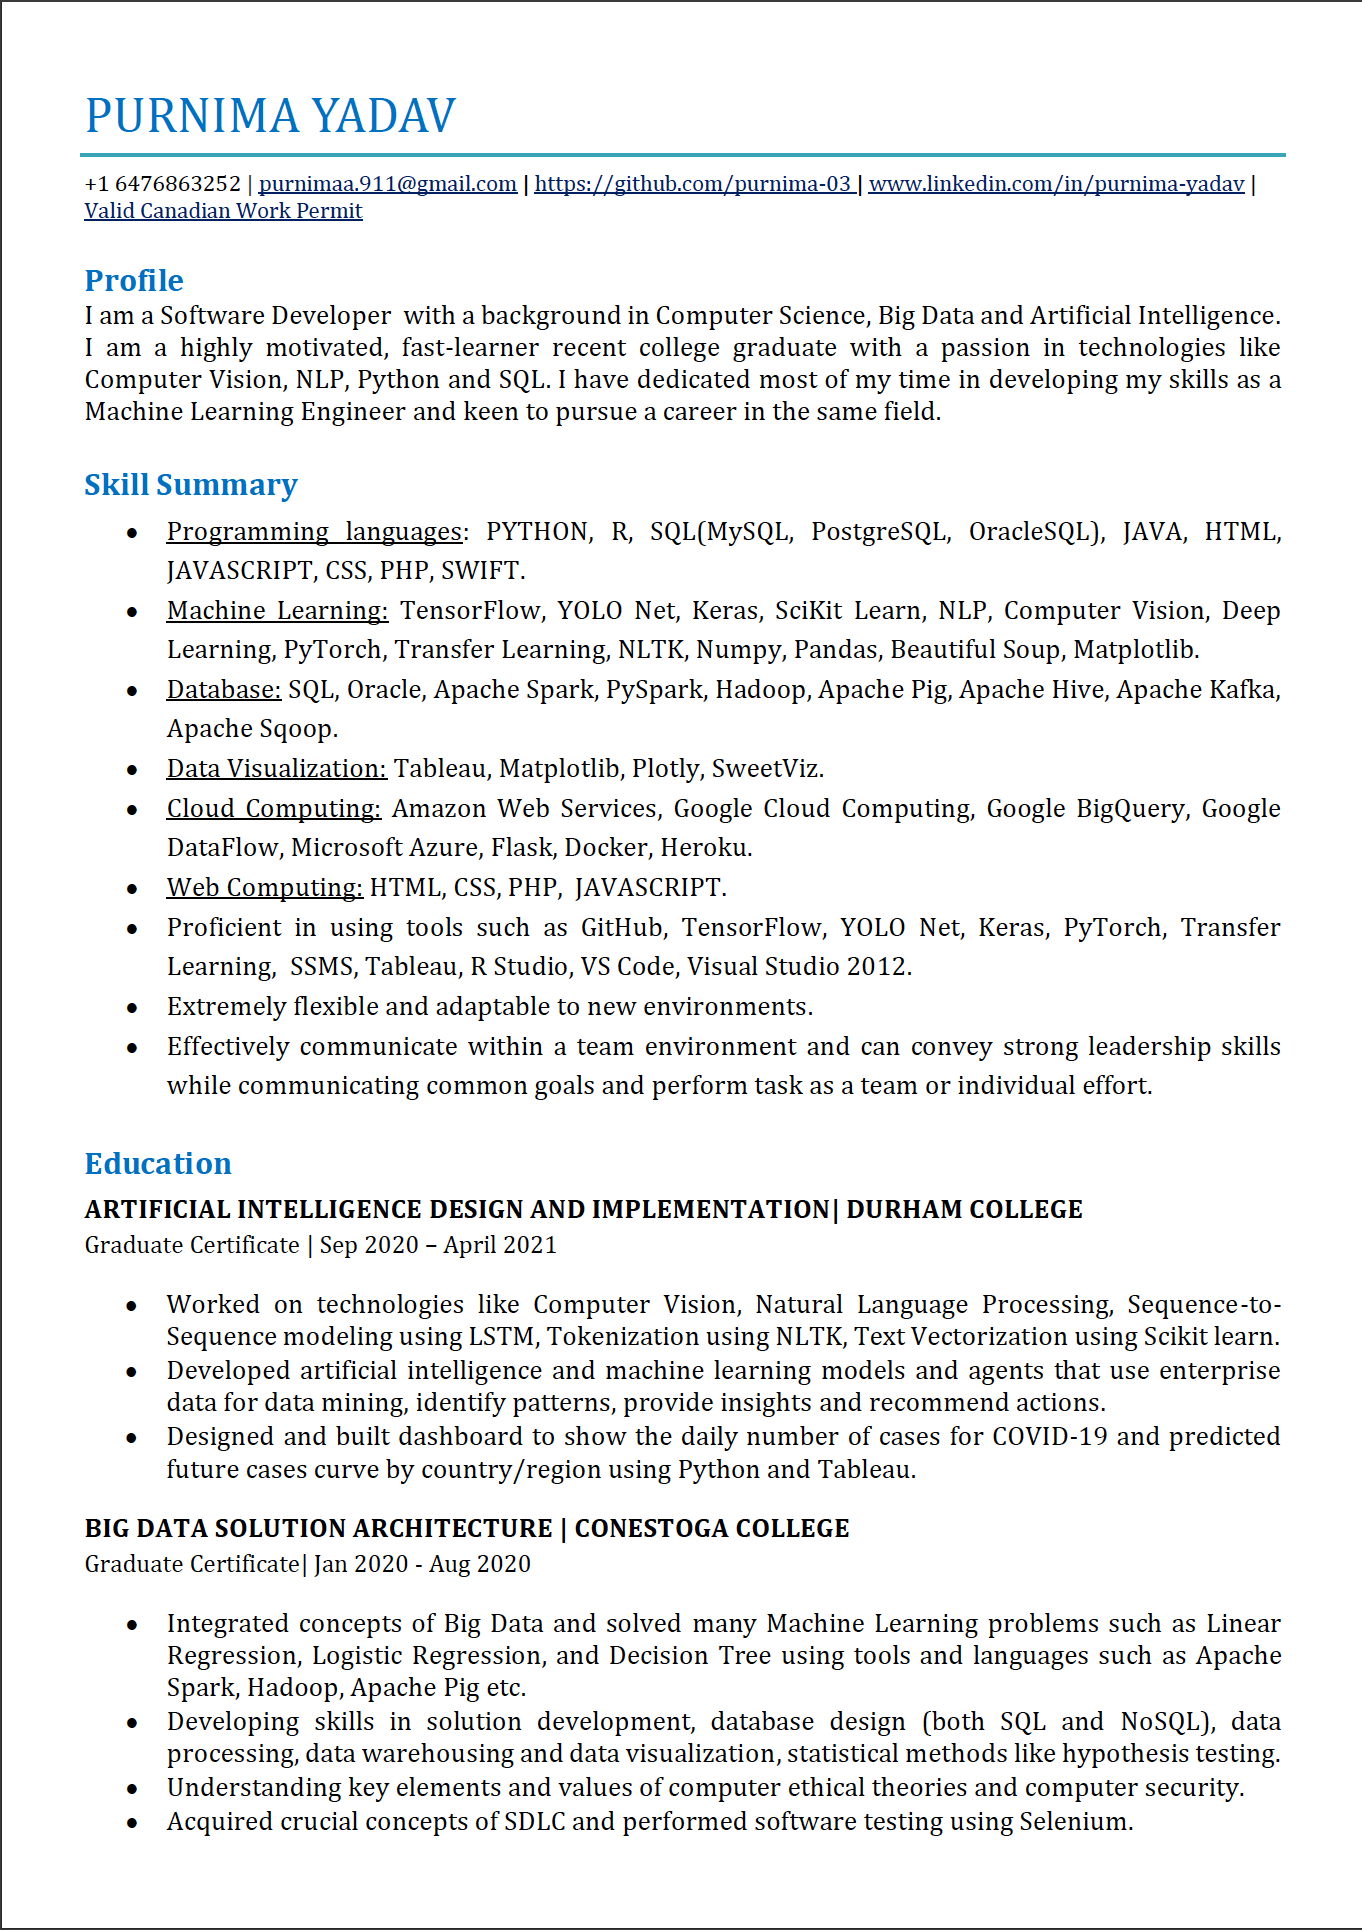 PURNIMA YADAV
+1 6476863252 | purnimaa.911@gmail.com | https://github.com/purnima-03 | www.linkedin.com/in/purnima-yadav |
Valid Canadian Work Permit
Profile
I am a Software Developer with a background in Computer Science, Big Data and Artificial Intelligence.
I am a highly motivated, fast-learner recent college graduate with a passion in technologies like
Computer Vision, NLP, Python and SQL. I have dedicated most of my time in developing my skills as a
Machine Learning Engineer and keen to pursue a career in the same field.
Skill Summary
• Programming languages: PYTHON, R, SQL(MySQL, PostgreSQL, OracleSQL), JAVA, HTML,
JAVASCRIPT, CSS, PHP, SWIFT.
• Machine Learning: TensorFlow, YOLO Net, Keras, SciKit Learn, NLP, Computer Vision, Deep
Learning, PyTorch, Transfer Learning, NLTK, Numpy, Pandas, Beautiful Soup, Matplotlib.
• Database: SQL, Oracle, Apache Spark, PySpark, Hadoop, Apache Pig, Apache Hive, Apache Kafka,
Apache Sqoop.
• Data Visualization: Tableau, Matplotlib, Plotly, SweetViz.
• Cloud Computing: Amazon Web Services, Google Cloud Computing, Google BigQuery, Google
DataFlow, Microsoft Azure, Flask, Docker, Heroku.
• Web Computing: HTML, CSS, PHP, JAVASCRIPT.
• Proficient in using tools such as GitHub, TensorFlow, YOLO Net, Keras, PyTorch, Transfer
Learning, SSMS, Tableau, R Studio, VS Code, Visual Studio 2012.
• Extremely flexible and adaptable to new environments.
• Effectively communicate within a team environment and can convey strong leadership skills
while communicating common goals and perform task as a team or individual effort.
Education
ARTIFICIAL INTELLIGENCE DESIGN AND IMPLEMENTATION| DURHAM COLLEGE
Graduate Certificate | Sep 2020 – April 2021
• Worked on technologies like Computer Vision, Natural Language Processing, Sequence-to-
Sequence modeling using LSTM, Tokenization using NLTK, Text Vectorization using Scikit learn.
• Developed artificial intelligence and machine learning models and agents that use enterprise
data for data mining, identify patterns, provide insights and recommend actions.
• Designed and built dashboard to show the daily number of cases for COVID-19 and predicted
future cases curve by country/region using Python and Tableau.
BIG DATA SOLUTION ARCHITECTURE | CONESTOGA COLLEGE
Graduate Certificate| Jan 2020 - Aug 2020
• Integrated concepts of Big Data and solved many Machine Learning problems such as Linear
Regression, Logistic Regression, and Decision Tree using tools and languages such as Apache
Spark, Hadoop, Apache Pig etc.
• Developing skills in solution development, database design (both SQL and NoSQL), data
processing, data warehousing and data visualization, statistical methods like hypothesis testing.
• Understanding key elements and values of computer ethical theories and computer security.
• Acquired crucial concepts of SDLC and performed software testing using Selenium.